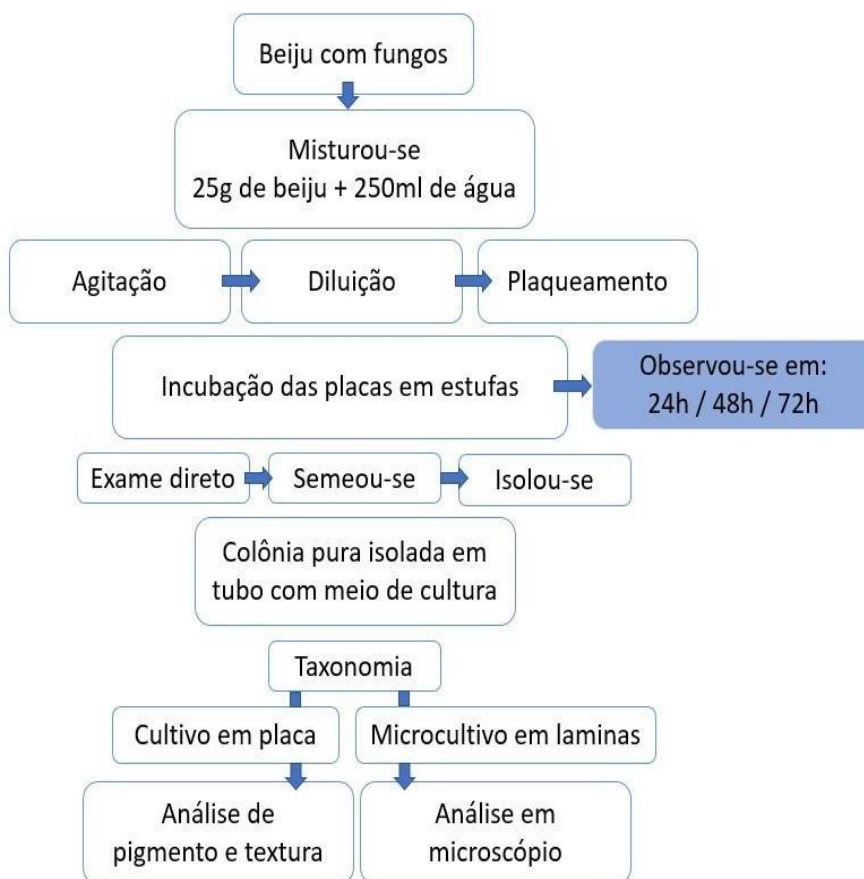 Beiju com fungos
Misturou-se
25g de beiju + 250ml de água
Agitação
Diluição
Plaqueamento
Incubação das placas em estufas
Observou-se em:
24h / 48h / 72h
Exame direto
Semeou-se
Isolou-se
Colônia pura isolada em
tubo com meio de cultura
Taxonomia
Cultivo em placa
Microcultivo em laminas
Análise de
pigmento e textura
Análise em
microscópio